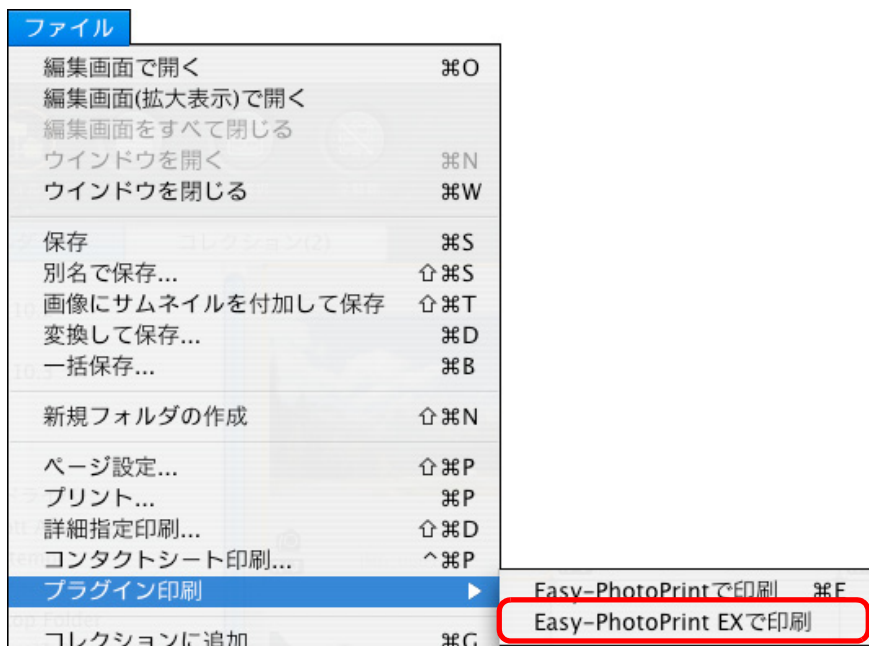 ファイル
編集画面で開く ⌘O
編集画面(拡大表示)で開く
編集画面をすべて閉じる
ウインドウを開く ⌘N
ウインドウを閉じる ⌘W
保存 ⌘S
別名で保存... ⇧⌘S
画像にサムネイルを付加して保存 ⇧⌘T
変換して保存... ⌘D
一括保存... ⌘B
新規フォルダの作成 ⇧⌘N
ページ設定... ⇧⌘P
プリント... ⌘P
詳細指定印刷... ⇧⌘D
コンタクトシート印刷... ^⌘P
プラグイン印刷 ▶
Easy-PhotoPrintで印刷 ⌘E
Easy-PhotoPrint EXで印刷
コレクションに追加 ⌘G
コレクション(2)